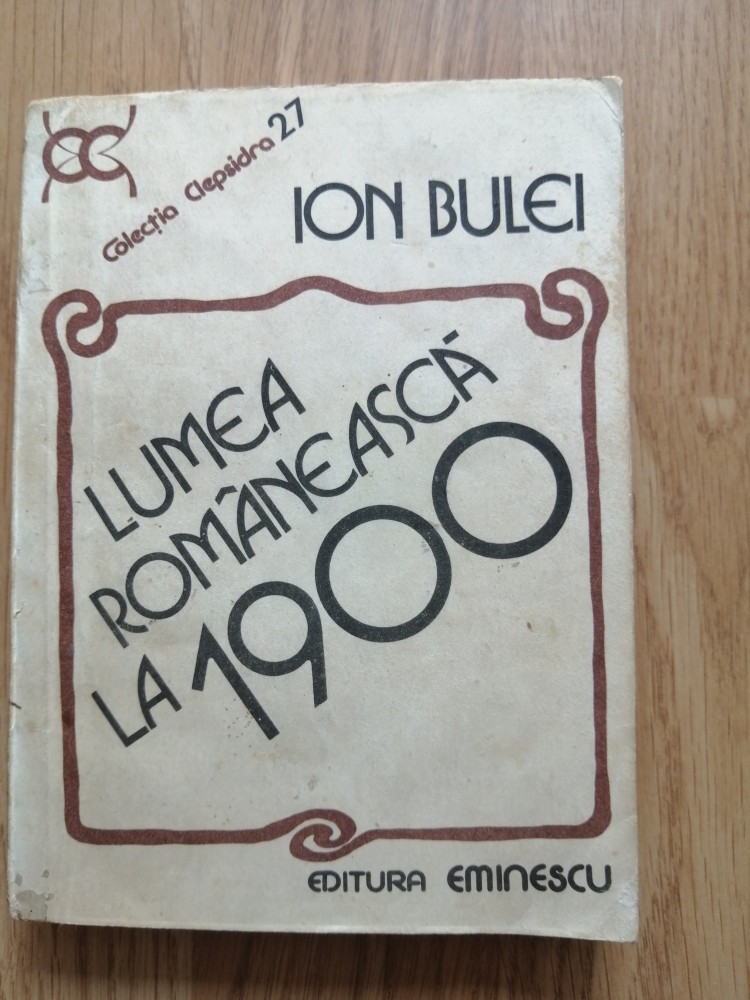 Colecția Clepsidra 27
ION BULEI
LUMEA
ROMÂNEASCĂ
LA 1900
EDITURA EMINESCU